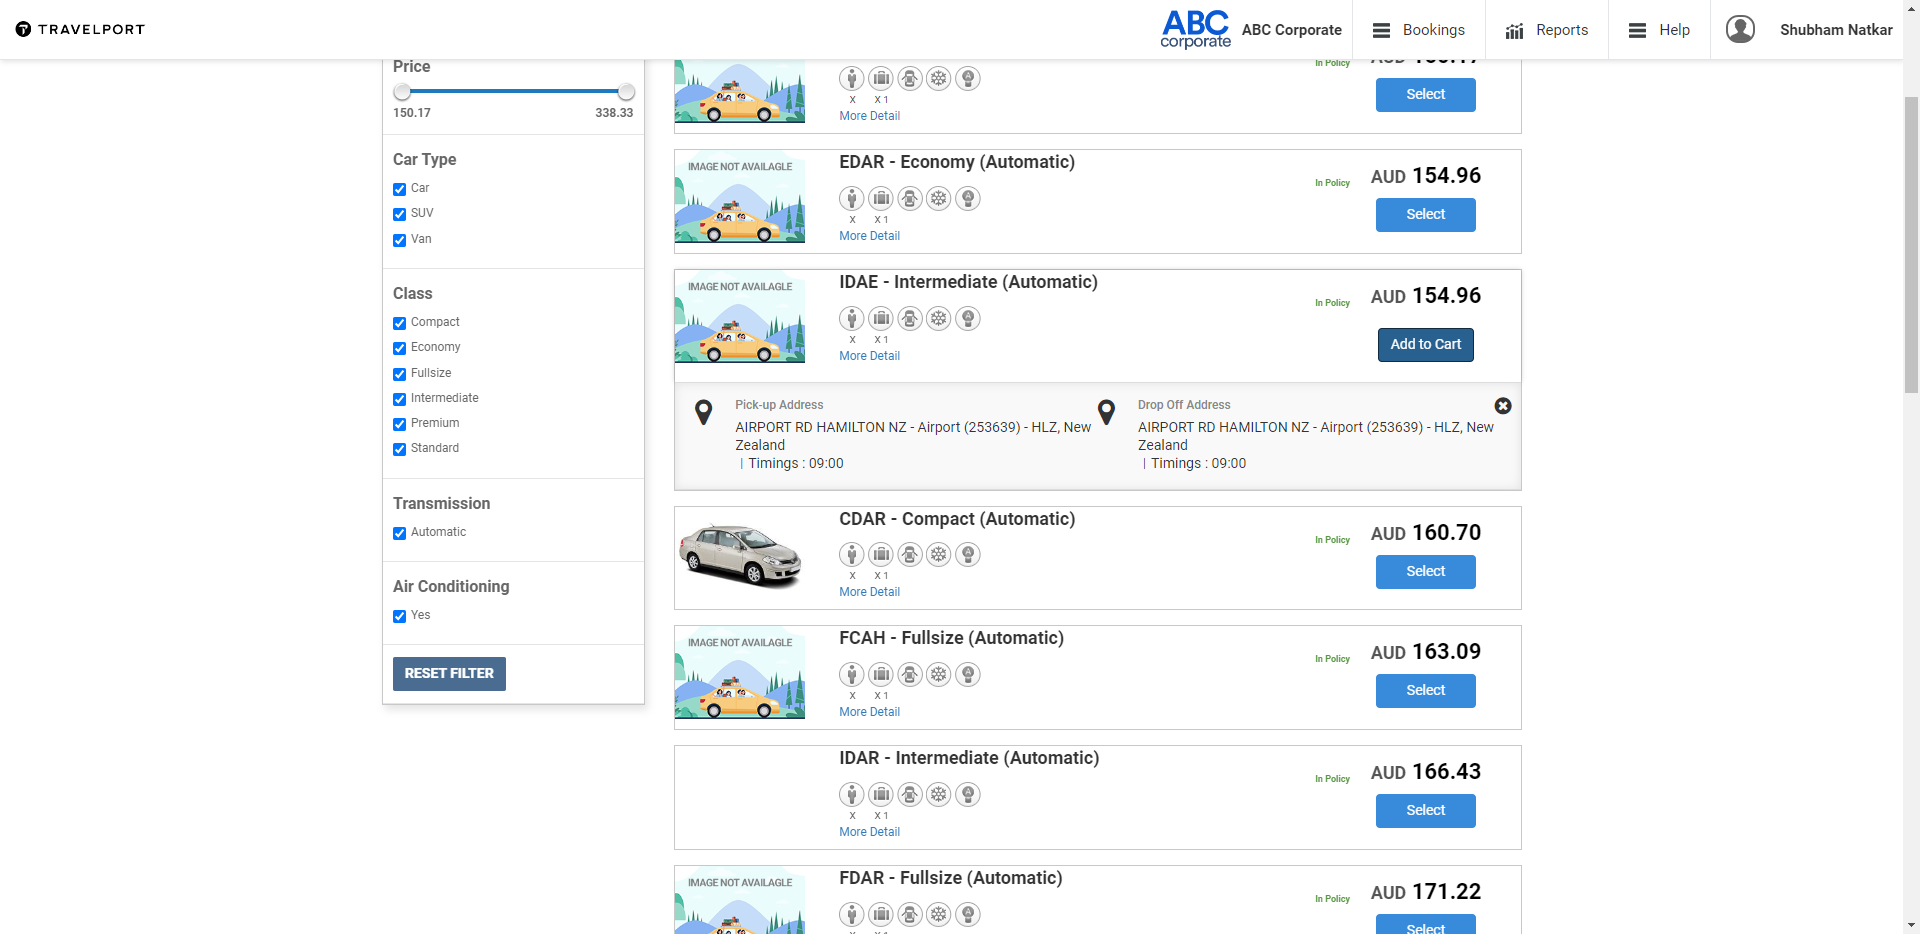 TRAVELPORT
ABC
corporate
ABC Corporate
Bookings
Reports
Help
Shubham Natkar
Price
150.17
338.33
Car Type
Car
SUV
Van
Class
Compact
Economy
Fullsize
Intermediate
Premium
Standard
Transmission
Automatic
Air Conditioning
Yes
RESET FILTER
X X 1
More Detail
In Policy
AUD 150.17
Select
IMAGE NOT AVAILAGLE
EDAR - Economy (Automatic)
X X 1
More Detail
In Policy
AUD 154.96
Select
IMAGE NOT AVAILAGLE
IDAE - Intermediate (Automatic)
X X 1
More Detail
In Policy
AUD 154.96
Add to Cart
Pick-up Address
AIRPORT RD HAMILTON NZ - Airport (253639) - HLZ, New
Zealand
| Timings : 09:00
Drop Off Address
AIRPORT RD HAMILTON NZ - Airport (253639) - HLZ, New
Zealand
| Timings : 09:00
CDAR - Compact (Automatic)
X X 1
More Detail
In Policy
AUD 160.70
Select
IMAGE NOT AVAILAGLE
FCAH - Fullsize (Automatic)
X X 1
More Detail
In Policy
AUD 163.09
Select
IDAR - Intermediate (Automatic)
X X 1
More Detail
In Policy
AUD 166.43
Select
IMAGE NOT AVAILAGLE
FDAR - Fullsize (Automatic)
In Policy
AUD 171.22
Select